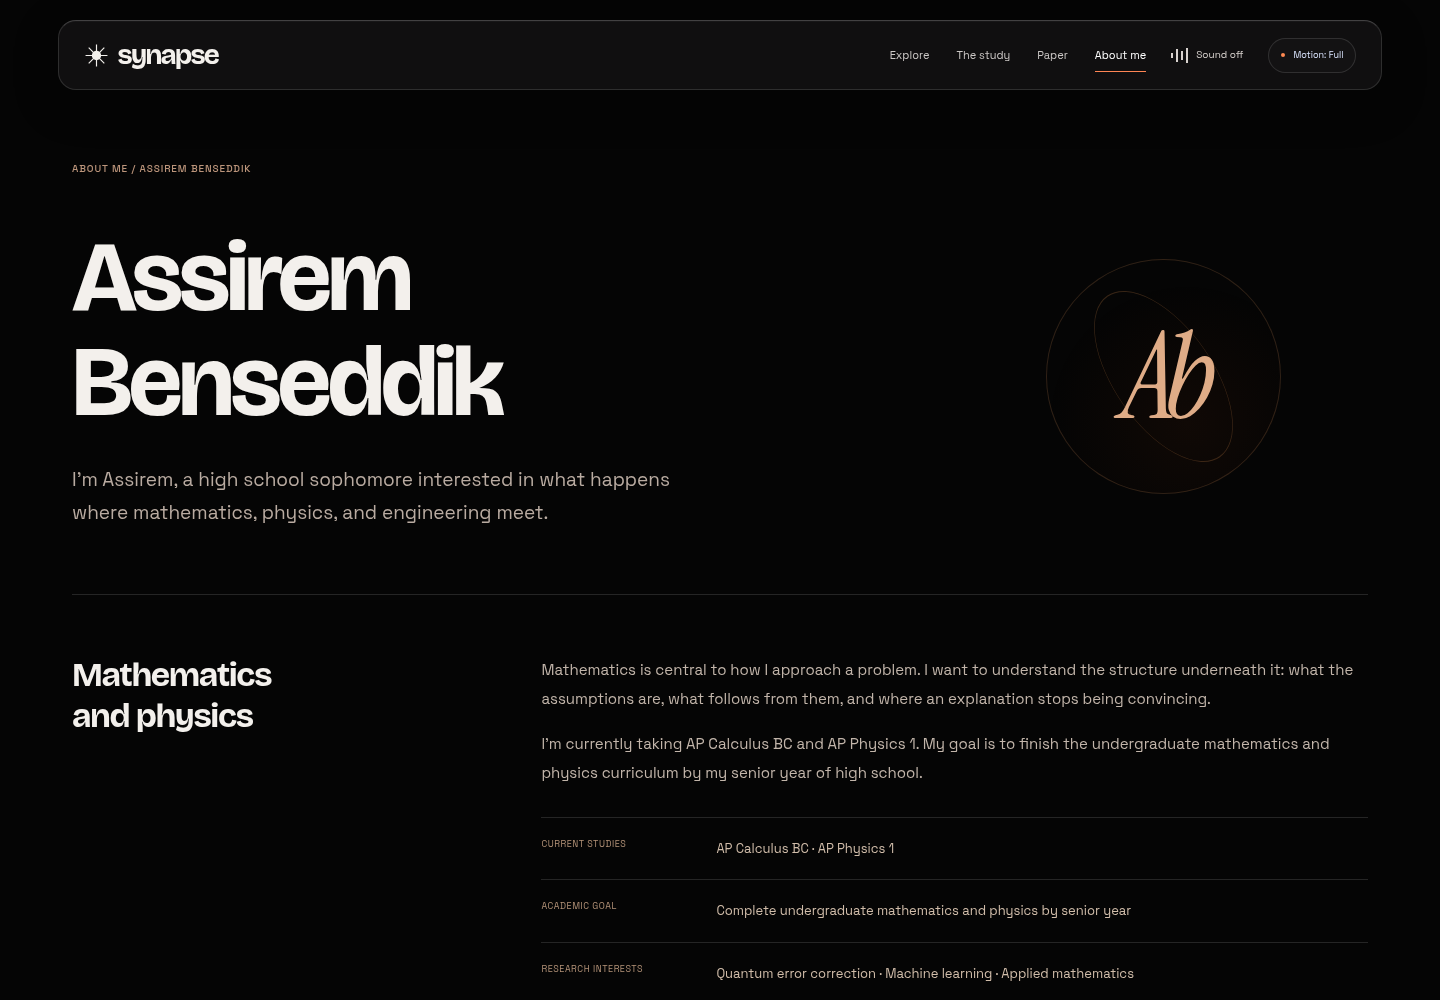 synapse
Explore
The study
Paper
About me
Sound off
Motion: Full
ABOUT ME / ASSIREM BENSEDDIK
Assirem
Benseddik
Ab
I'm Assirem, a high school sophomore interested in what happens
where mathematics, physics, and engineering meet.
Mathematics
and physics
Mathematics is central to how I approach a problem. I want to understand the structure underneath it: what the
assumptions are, what follows from them, and where an explanation stops being convincing.
I'm currently taking AP Calculus BC and AP Physics 1. My goal is to finish the undergraduate mathematics and
physics curriculum by my senior year of high school.
CURRENT STUDIES
AP Calculus BC · AP Physics 1
ACADEMIC GOAL
Complete undergraduate mathematics and physics by senior year
RESEARCH INTERESTS
Quantum error correction · Machine learning · Applied mathematics